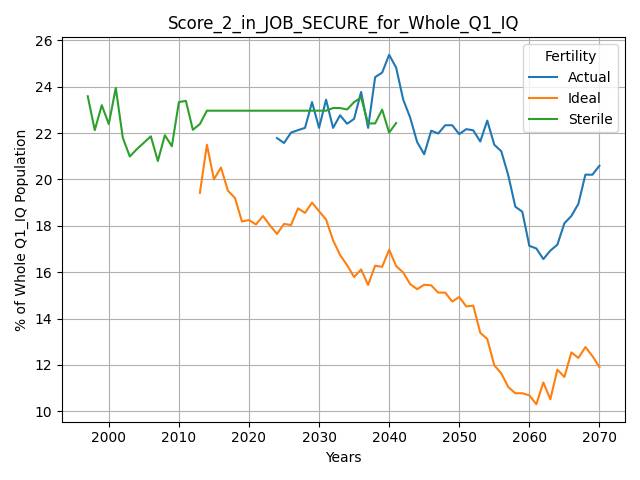 Score_2_in_JOB_SECURE_for_Whole_Q1_IQ
% of Whole Q1_IQ Population
26
24
22
20
18
16
14
12
10
Fertility
Actual
Ideal
Sterile
2000 2010 2020 2030 2040 2050 2060 2070
Years